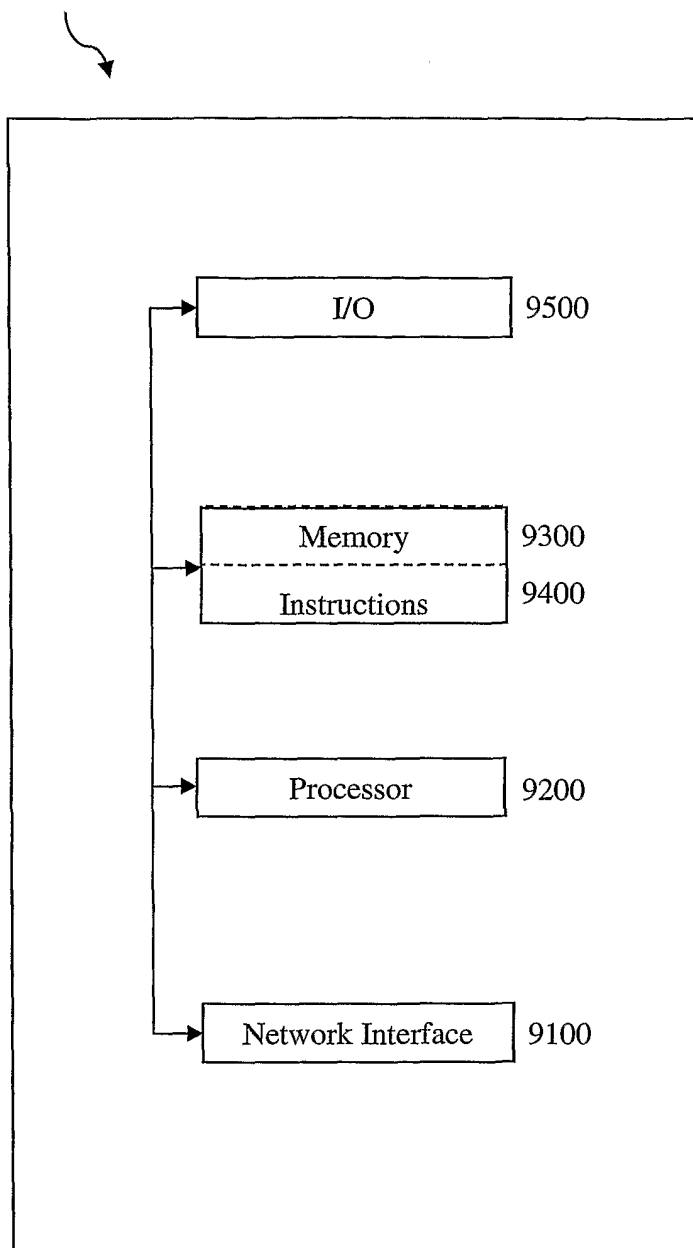 I/O 9500
Memory 9300
Instructions 9400
Processor 9200
Network Interface 9100